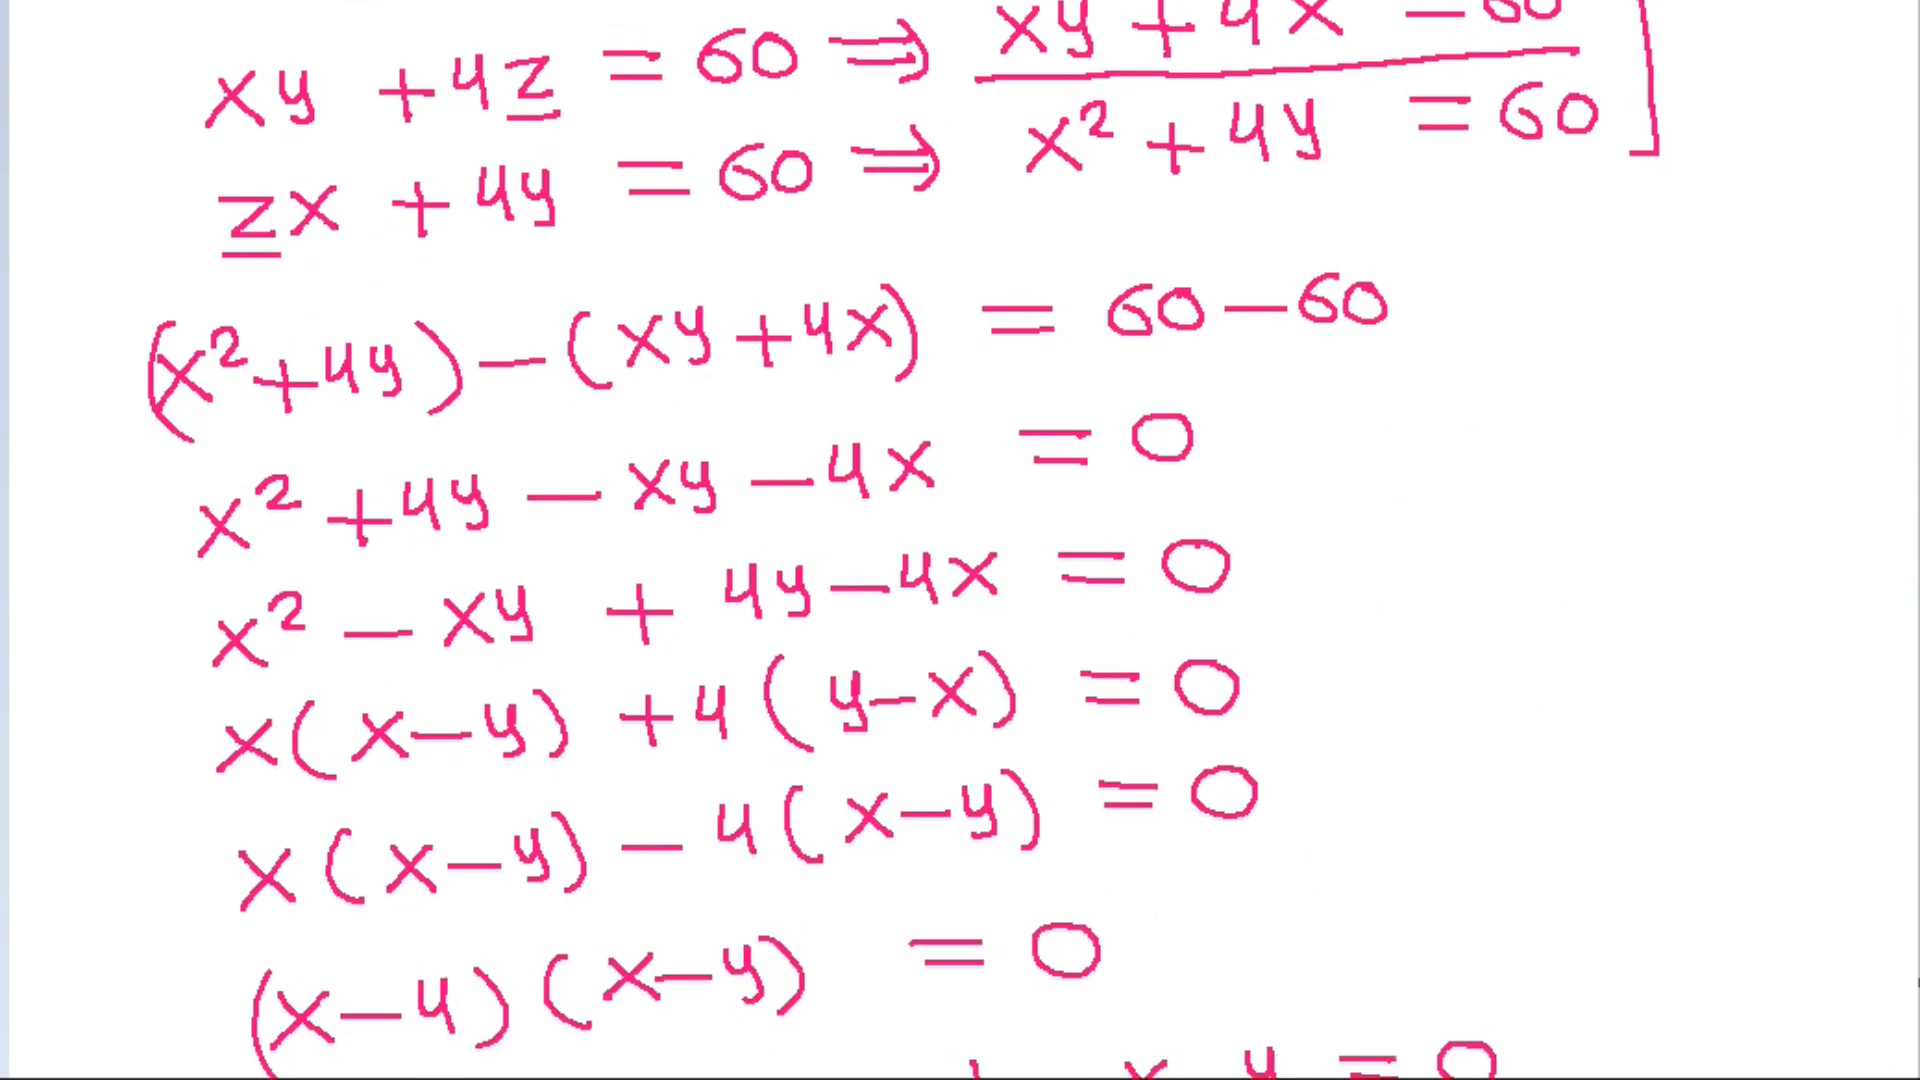 xy + 4z = 60 ⇒ xy + 4x = 60
zx + 4y = 60 ⇒ x² + 4y = 60 ]
(x² + 4y) − (xy + 4x) = 60 − 60
x² + 4y − xy − 4x = 0
x² − xy + 4y − 4x = 0
x(x − y) + 4(y − x) = 0
x(x − y) − 4(x − y) = 0
(x − 4)(x − y) = 0